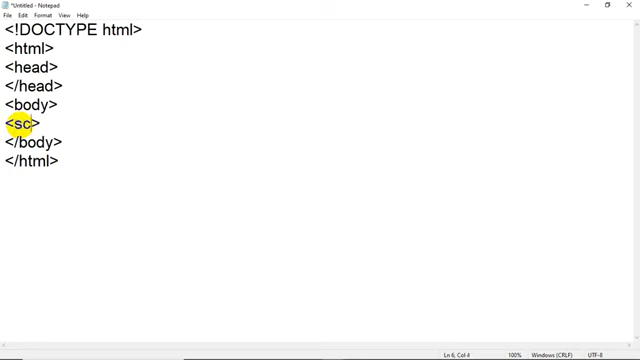 *Untitled - Notepad
File Edit Format View Help
<!DOCTYPE html>
<html>
<head>
</head>
<body>
<sc>
</body>
</html>
Ln 6, Col 4 100% Windows (CRLF) UTF-8